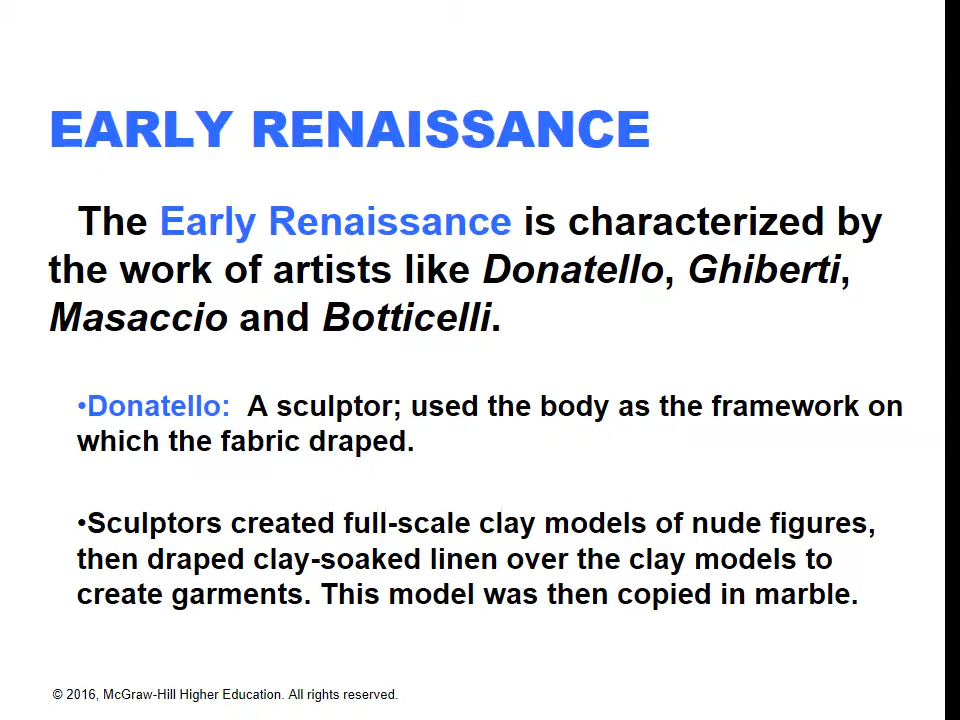 EARLY RENAISSANCE
The Early Renaissance is characterized by
the work of artists like Donatello, Ghiberti,
Masaccio and Botticelli.
•Donatello:  A sculptor; used the body as the framework on
which the fabric draped.
•Sculptors created full-scale clay models of nude figures,
then draped clay-soaked linen over the clay models to
create garments. This model was then copied in marble.
© 2016, McGraw-Hill Higher Education. All rights reserved.